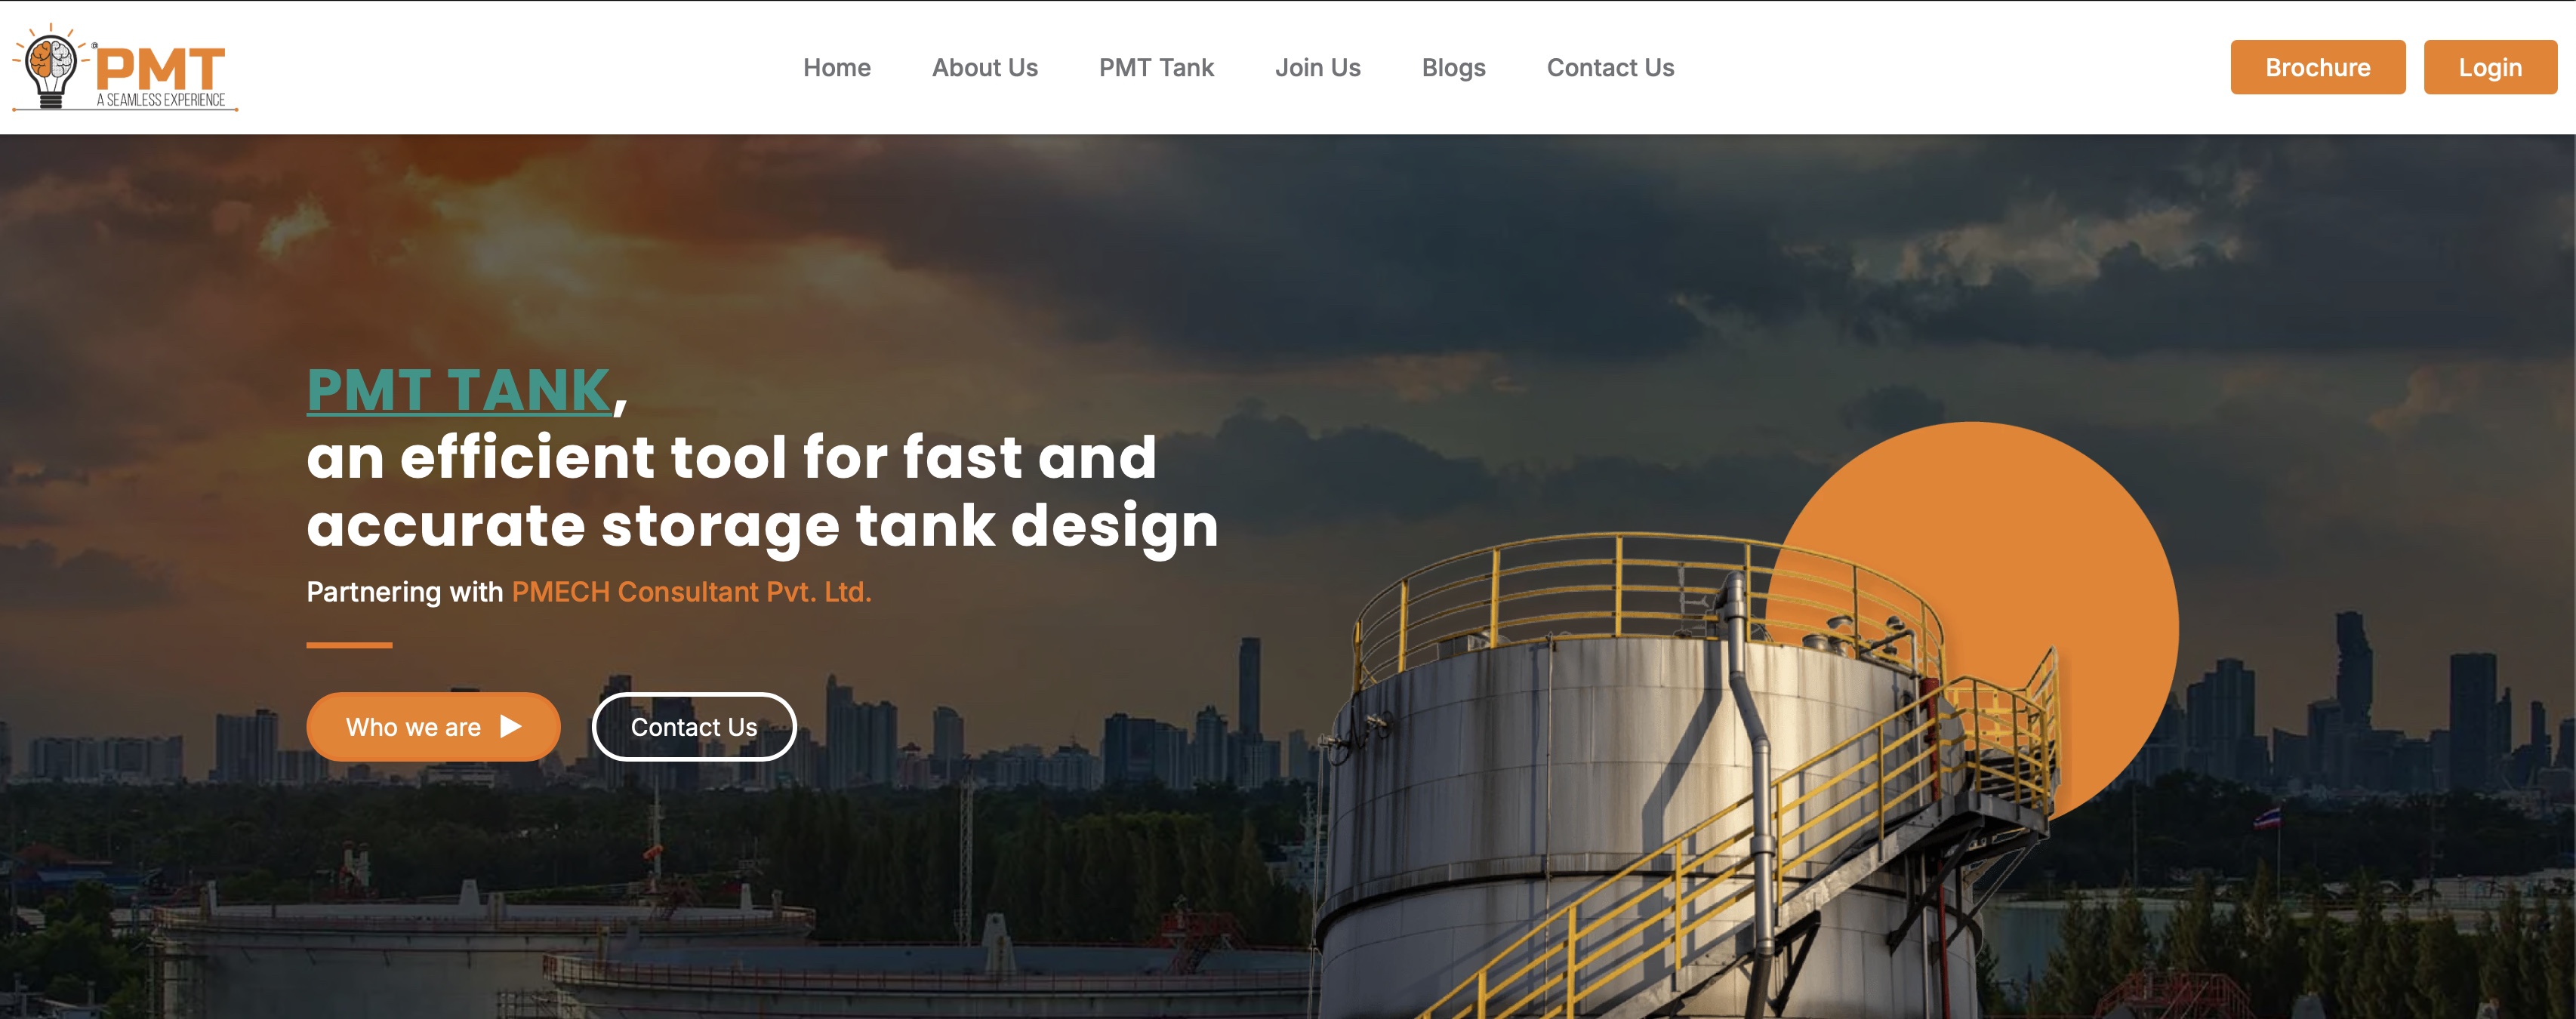 PMT
A SEAMLESS EXPERIENCE
Home
About Us
PMT Tank
Join Us
Blogs
Contact Us
Brochure
Login
PMT TANK,
an efficient tool for fast and
accurate storage tank design
Partnering with PMECH Consultant Pvt. Ltd.
Who we are
Contact Us